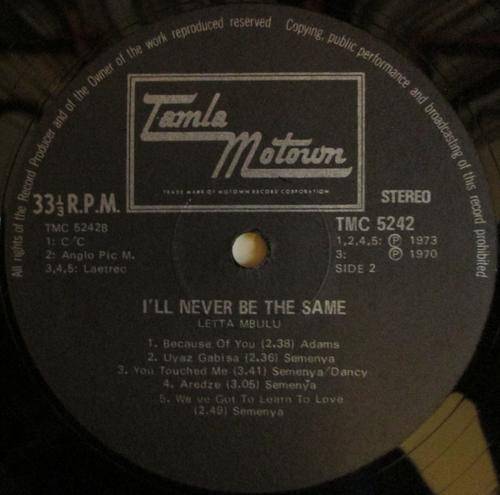 All rights of the Record Producer and of the Owner of the work reproduced reserved
Copying, public performance and broadcasting of this record prohibited
Tamla
Motown
TRADE MARK OF MOTOWN RECORD CORPORATION
33⅓ R.P.M.
STEREO
TMC 5242B
1: C/C
2: Anglo Pic M.
3,4,5: Laetrec
TMC 5242
1,2,4,5: Ⓟ 1973
3: Ⓟ 1970
SIDE 2
I'LL NEVER BE THE SAME
LETTA MBULU
1. Because Of You (2.38) Adams
2. Uyaz Gabisa (2.36) Semenya
3. You Touched Me (3.41) Semenya/Dancy
4. Aredze (3.05) Semenya
5. We ve Got To Learn To Love
(2.49) Semenya